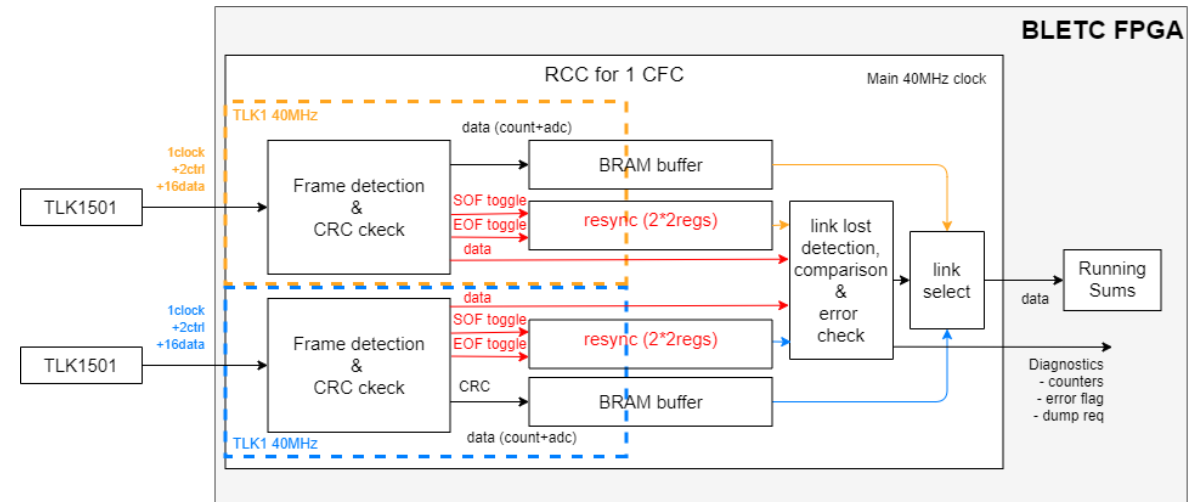 BLETC FPGA
RCC for 1 CFC
Main 40MHz clock
TLK1 40MHz
data (count+adc)
1clock
+2ctrl
+16data
TLK1501
Frame detection
&
CRC ckeck
BRAM buffer
SOF toggle
EOF toggle
data
resync (2*2regs)
link lost
detection,
comparison
&
error
check
link
select
data
Running
Sums
1clock
+2ctrl
+16data
TLK1501
Frame detection
&
CRC ckeck
data
SOF toggle
EOF toggle
resync (2*2regs)
CRC
BRAM buffer
data (count+adc)
TLK1 40MHz
Diagnostics
- counters
- error flag
- dump req